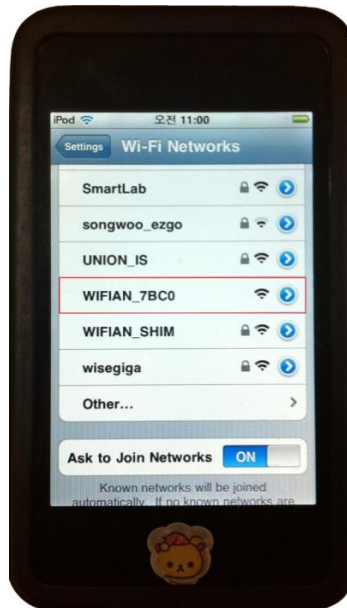 iPod 오전 11:00
Settings Wi-Fi Networks
SmartLab
songwoo_ezgo
UNION_IS
WIFIAN_7BC0
WIFIAN_SHIM
wisegiga
Other...
Ask to Join Networks ON
Known networks will be joined
automatically. If no known networks are